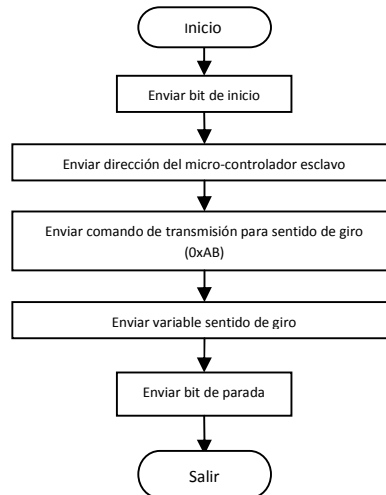 Inicio
Enviar bit de inicio
Enviar dirección del micro-controlador esclavo
Enviar comando de transmisión para sentido de giro
(0xAB)
Enviar variable sentido de giro
Enviar bit de parada
Salir